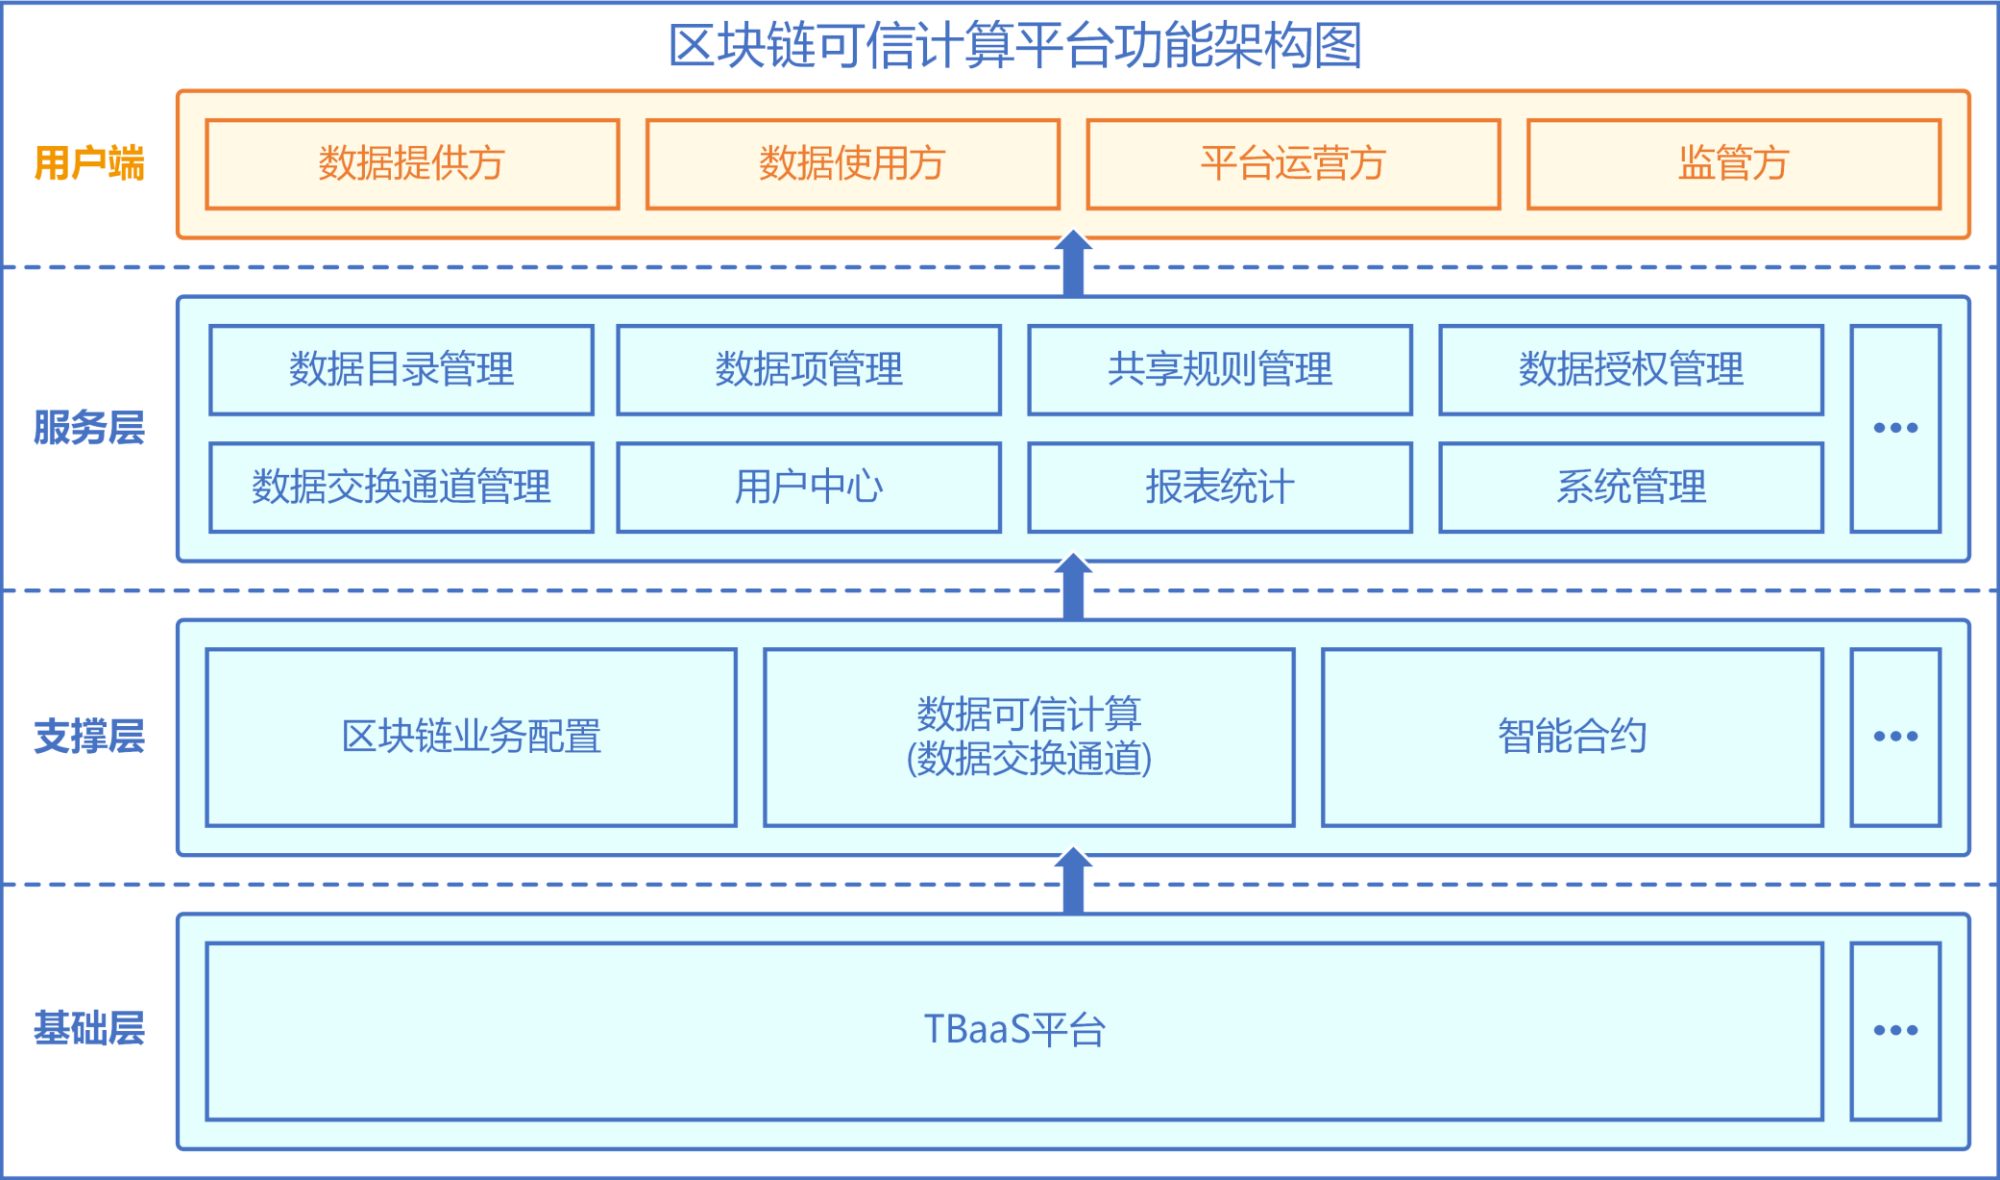 区块链可信计算平台功能架构图
用户端
数据提供方
数据使用方
平台运营方
监管方
服务层
数据目录管理
数据项管理
共享规则管理
数据授权管理
数据交换通道管理
用户中心
报表统计
系统管理
...
支撑层
区块链业务配置
数据可信计算
(数据交换通道)
智能合约
...
基础层
TBaaS平台
...